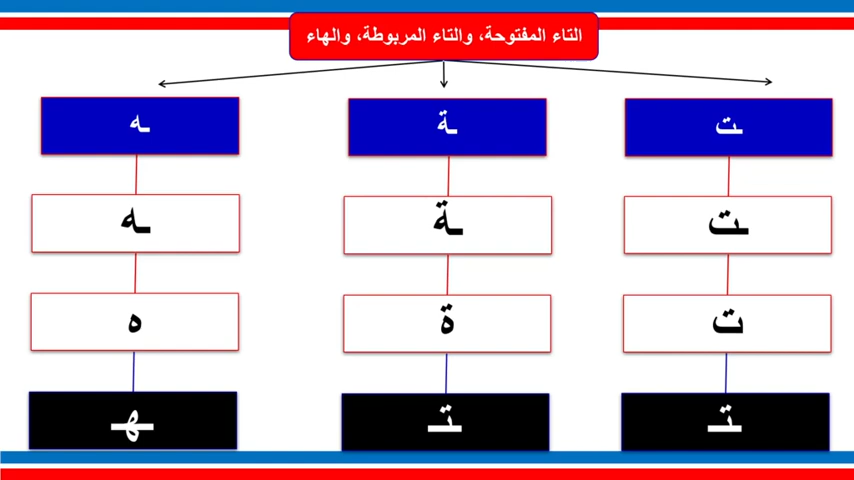 التاء المفتوحة، والتاء المربوطة، والهاء
ـت ـة ـه
ـت ـة ـه
ت ة ه
ـتـ ـتـ ـهـ